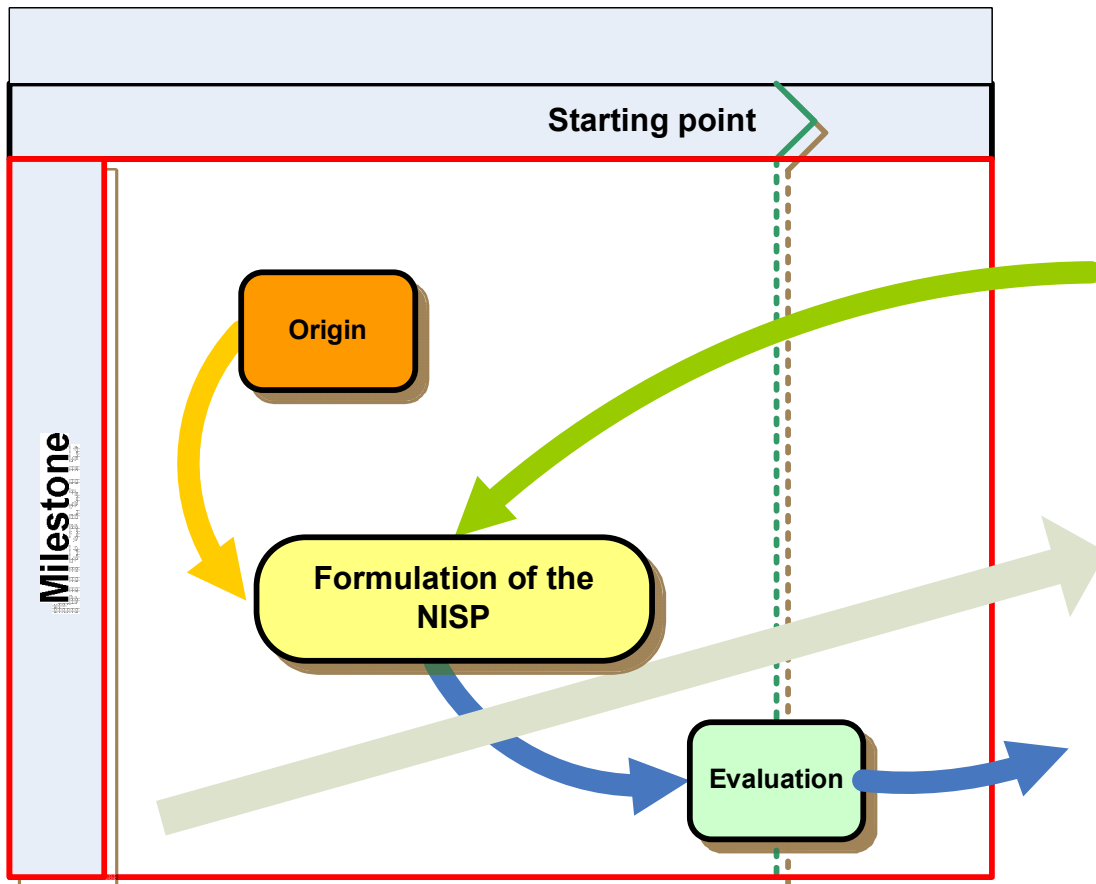 Starting point
Milestone
Origin
Formulation of the
NISP
Evaluation